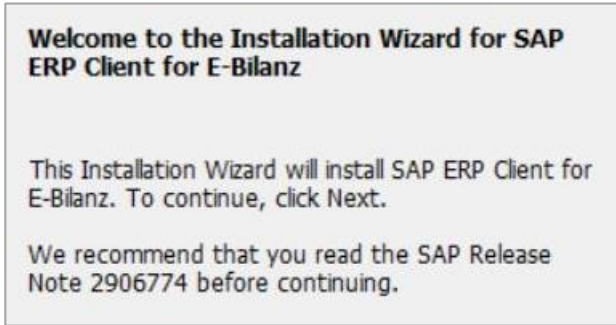 Welcome to the Installation Wizard for SAP
ERP Client for E-Bilanz
This Installation Wizard will install SAP ERP Client for
E-Bilanz. To continue, click Next.
We recommend that you read the SAP Release
Note 2906774 before continuing.